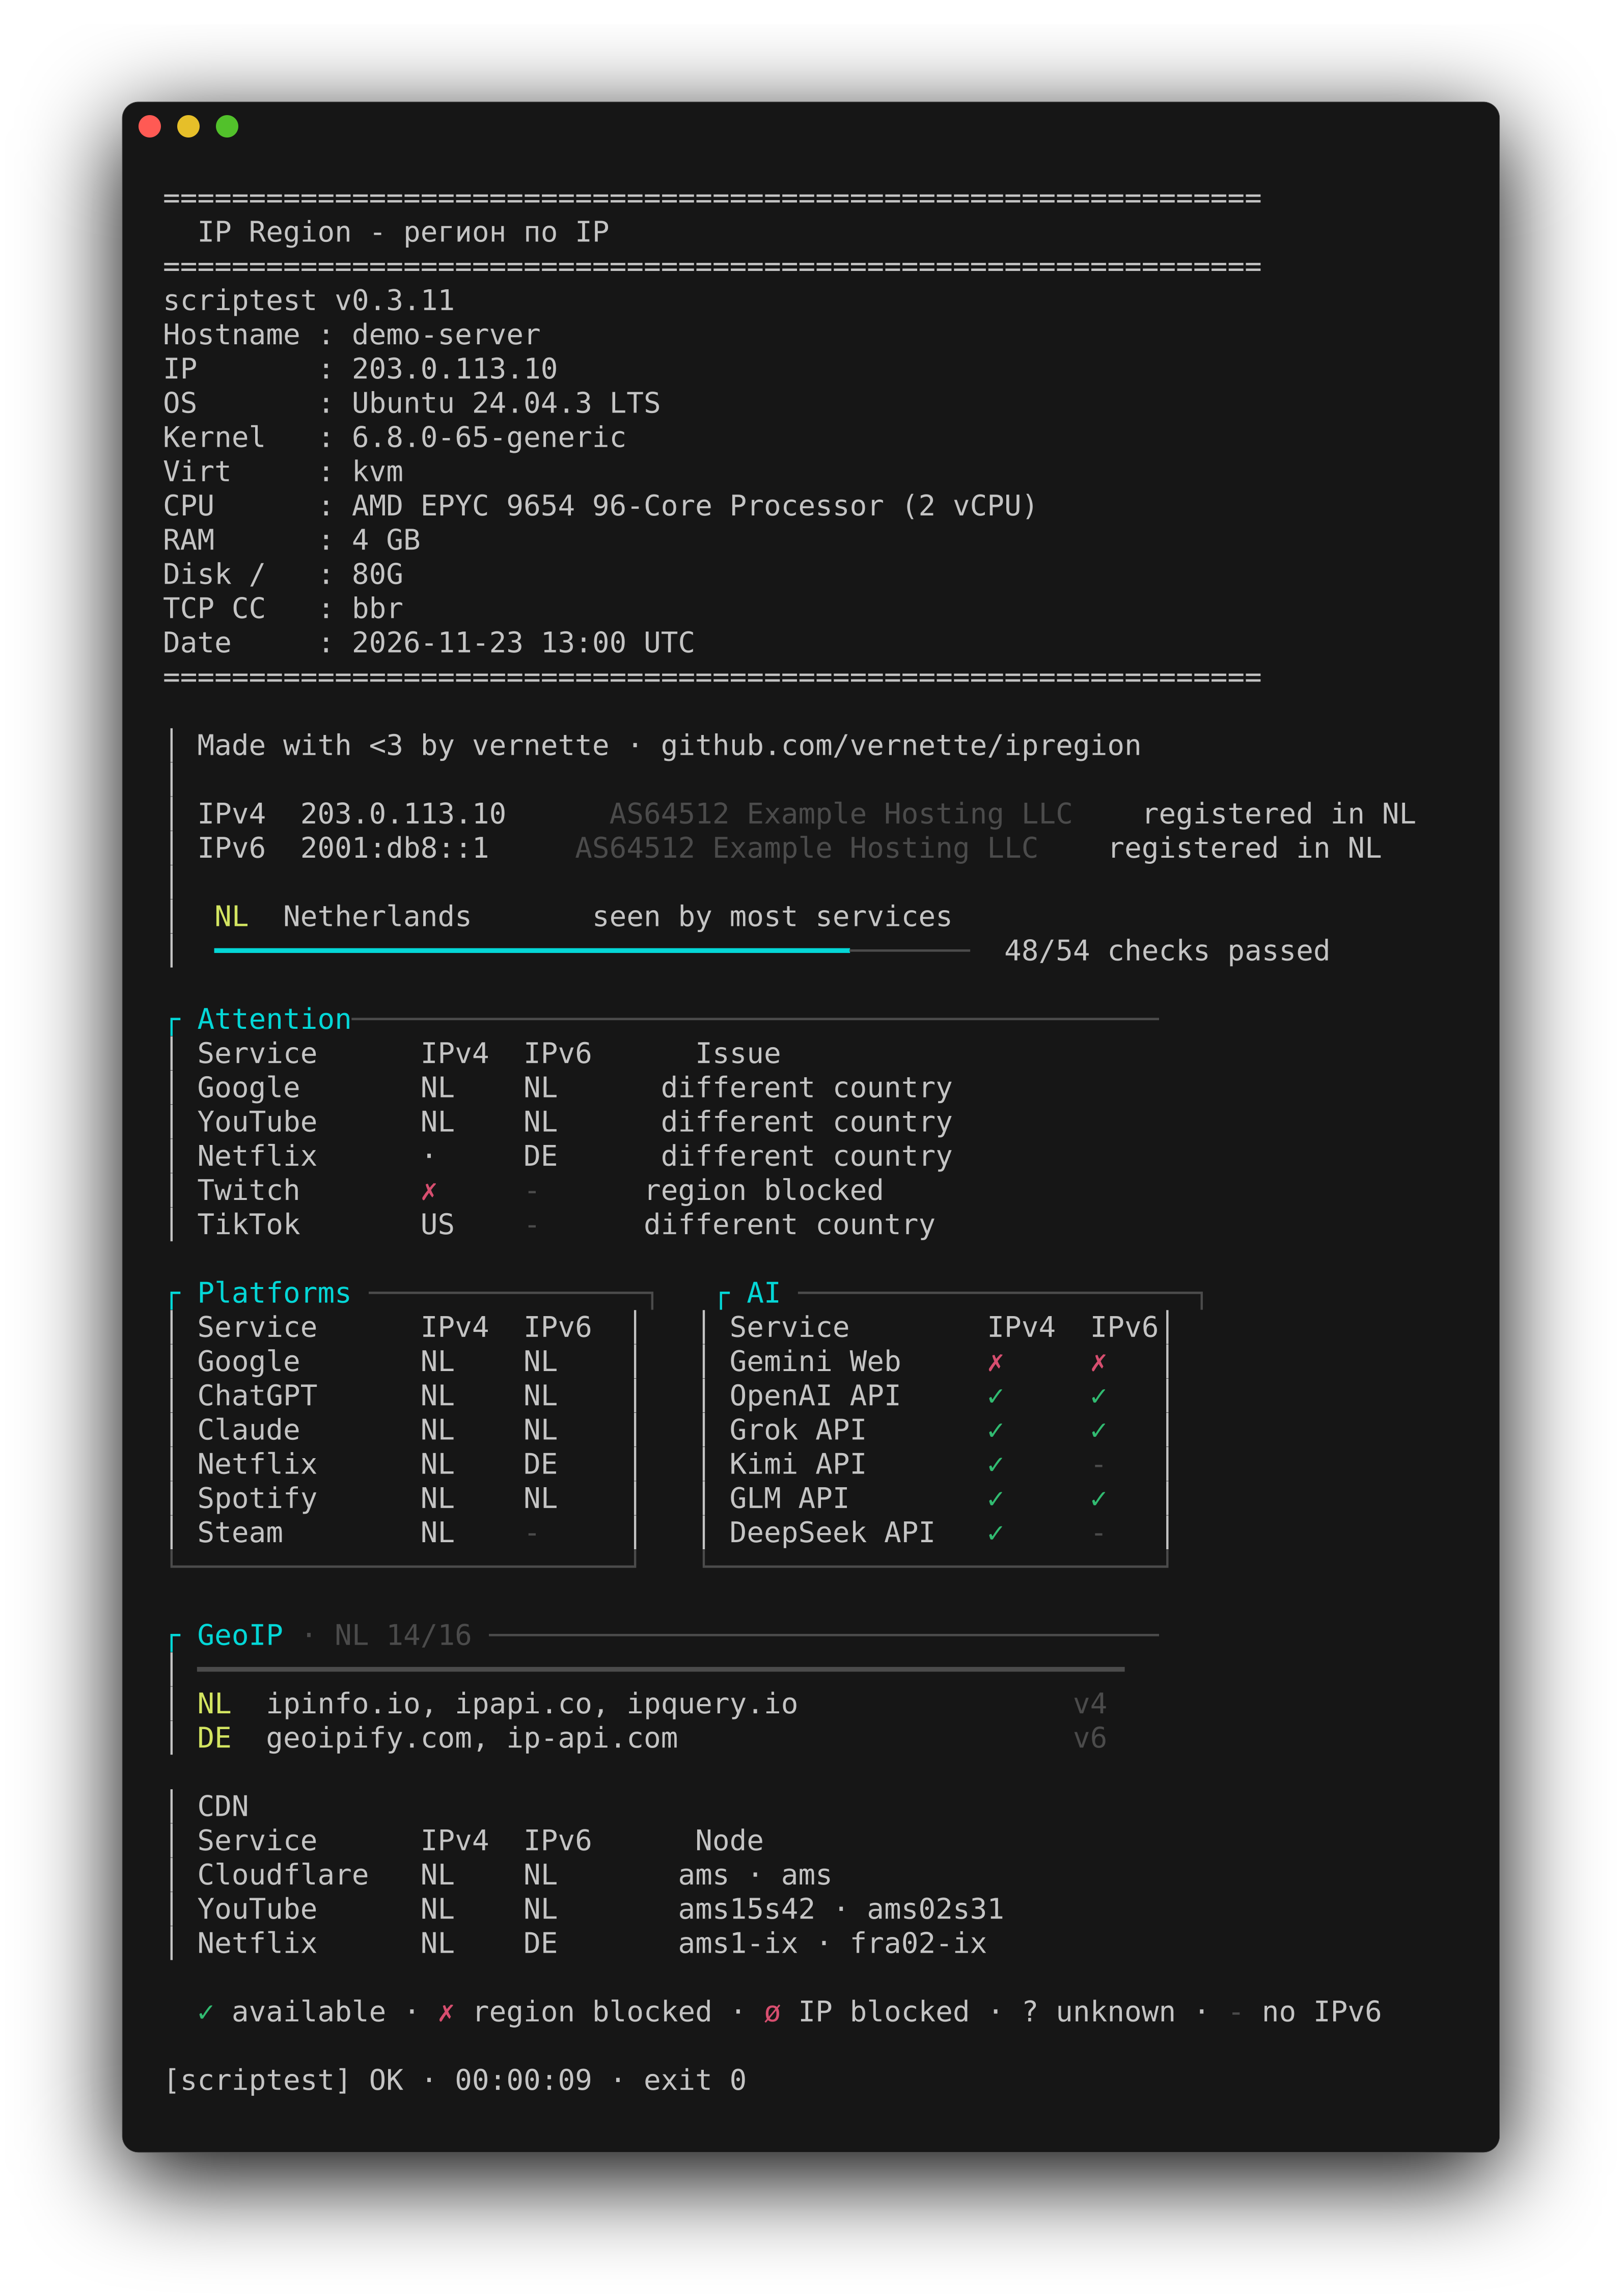 ================================================================
IP Region - регион по IP
================================================================
scriptest v0.3.11
Hostname : demo-server
IP       : 203.0.113.10
OS       : Ubuntu 24.04.3 LTS
Kernel   : 6.8.0-65-generic
Virt     : kvm
CPU      : AMD EPYC 9654 96-Core Processor (2 vCPU)
RAM      : 4 GB
Disk /   : 80G
TCP CC   : bbr
Date     : 2026-11-23 13:00 UTC
================================================================
Made with <3 by vernette · github.com/vernette/ipregion
IPv4  203.0.113.10      AS64512 Example Hosting LLC    registered in NL
IPv6  2001:db8::1     AS64512 Example Hosting LLC    registered in NL
NL  Netherlands       seen by most services
48/54 checks passed
Attention
Service      IPv4  IPv6      Issue
Google       NL    NL      different country
YouTube      NL    NL      different country
Netflix      ·     DE      different country
Twitch       ✗     -      region blocked
TikTok       US    -      different country
Platforms    AI
Service      IPv4  IPv6    Service        IPv4  IPv6
Google       NL    NL      Gemini Web     ✗     ✗
ChatGPT      NL    NL      OpenAI API     ✓     ✓
Claude       NL    NL      Grok API       ✓     ✓
Netflix      NL    DE      Kimi API       ✓     -
Spotify      NL    NL      GLM API        ✓     ✓
Steam        NL    -       DeepSeek API   ✓     -
GeoIP · NL 14/16
NL  ipinfo.io, ipapi.co, ipquery.io                v4
DE  geoipify.com, ip-api.com                       v6
CDN
Service      IPv4  IPv6      Node
Cloudflare   NL    NL       ams · ams
YouTube      NL    NL       ams15s42 · ams02s31
Netflix      NL    DE       ams1-ix · fra02-ix
✓ available · ✗ region blocked · ø IP blocked · ? unknown · - no IPv6
[scriptest] OK · 00:00:09 · exit 0